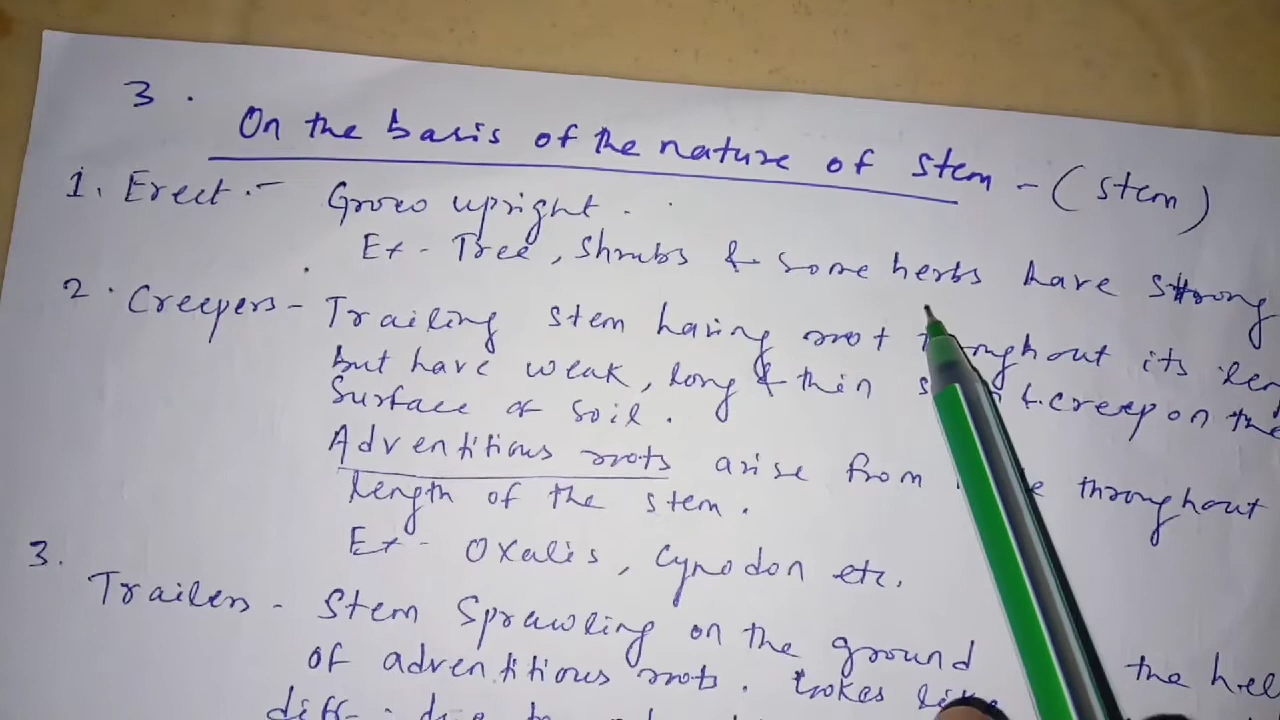 3.
On the basis of the nature of stem - (stem)
1. Erect :- Grow upright.
Ex - Tree, shrubs & some herbs have strong
2. Creepers - Trailing stem having root throughout its
but have weak, long & thin & creep on the
Surface of soil.
Adventitious roots arise from throughout
length of the stem.
Ex - Oxalis, Cynodon etc.
3.
Trailers - Stem Sprawling on the ground the
of adventitious roots. Lookes like
diff.